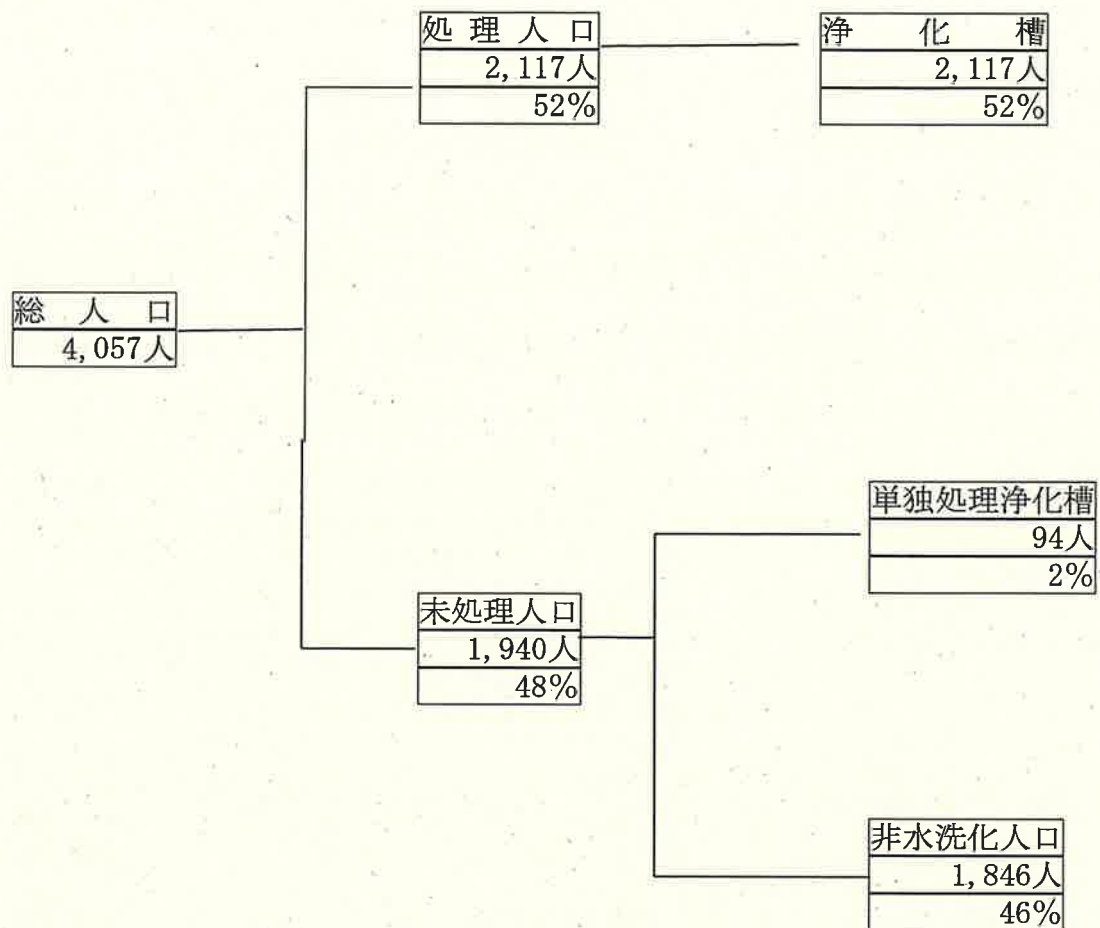 処理人口
2,117人
52%
浄化槽
2,117人
52%
総人口
4,057人
単独処理浄化槽
94人
2%
未処理人口
1,940人
48%
非水洗化人口
1,846人
46%